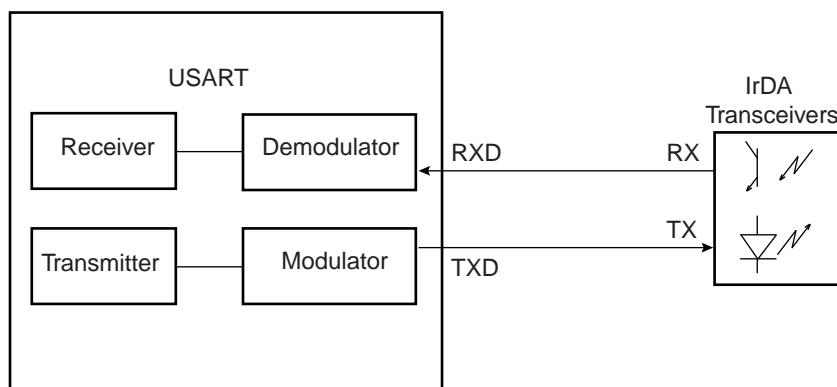 USART
IrDA
Transceivers
Receiver
Demodulator
RXD
RX
Transmitter
Modulator
TXD
TX